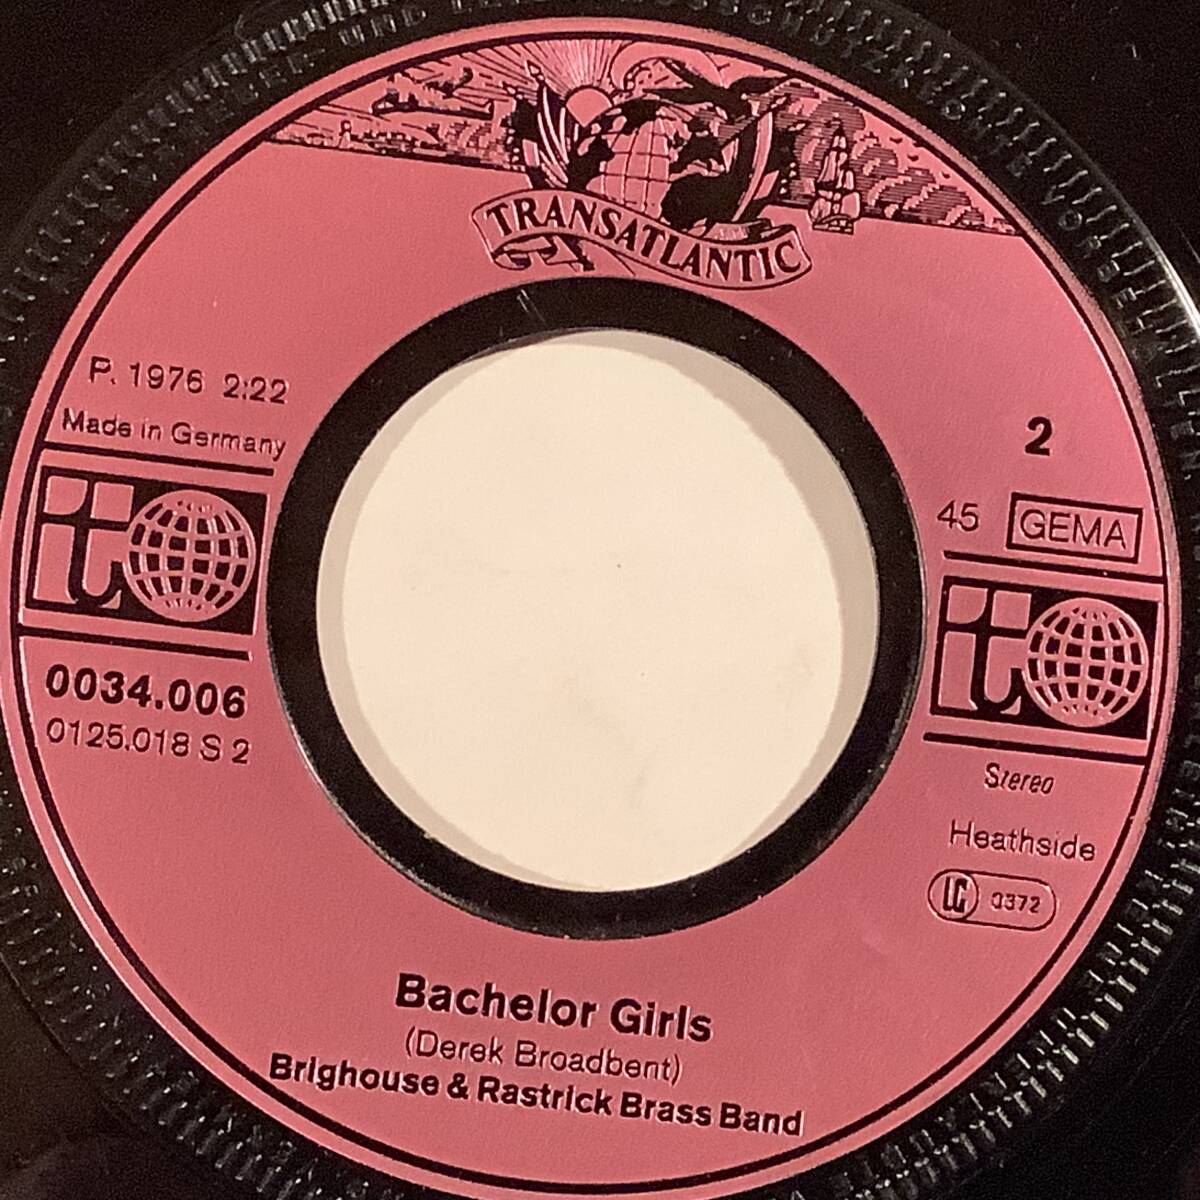 TRANSATLANTIC
P. 1976 2:22
Made in Germany
t
0034.006
0125.018 S 2
2
45 GEMA
t
Stereo
Heathside
LC 0372
Bachelor Girls
(Derek Broadbent)
Brighouse & Rastrick Brass Band